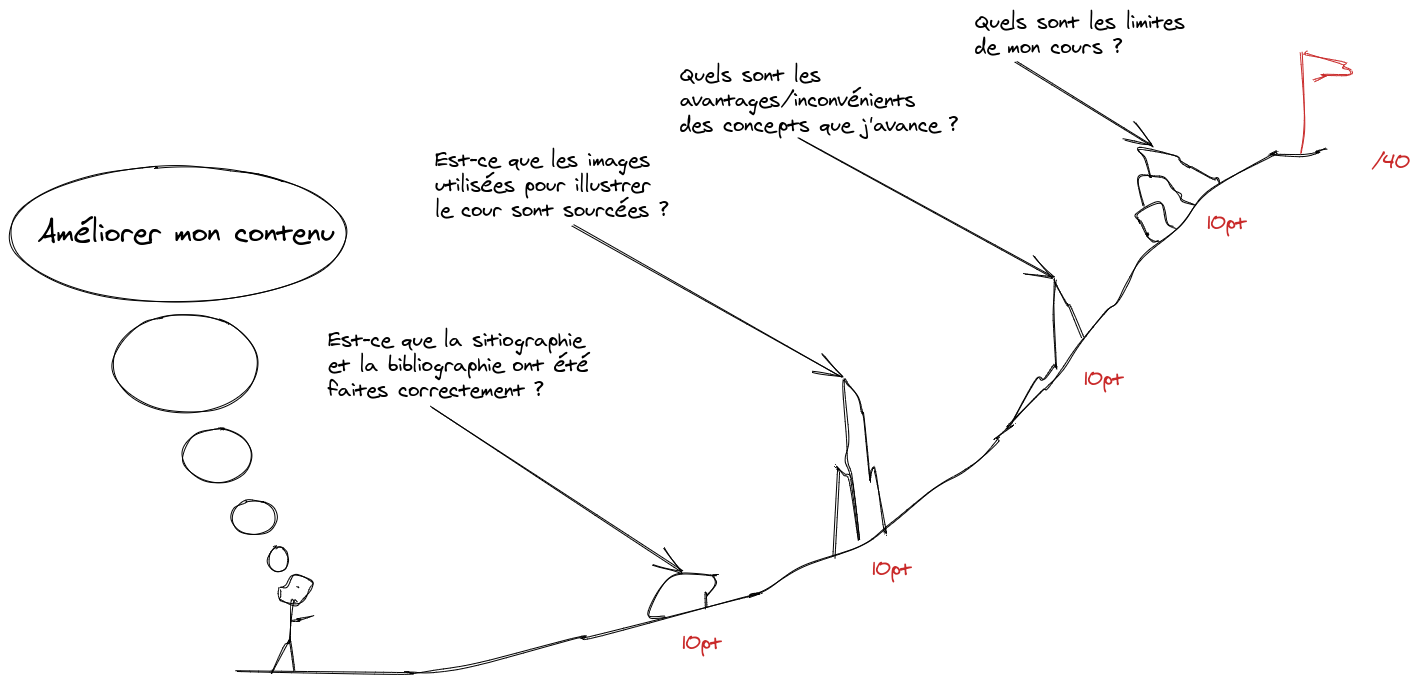 Quels sont les limites
de mon cours ?
Quels sont les
avantages/inconvénients
des concepts que j'avance ?
/40
Est-ce que les images
utilisées pour illustrer
le cour sont sourcées ?
10pt
Améliorer mon contenu
Est-ce que la sitiographie
et la bibliographie ont été
faites correctement ?
10pt
10pt
10pt